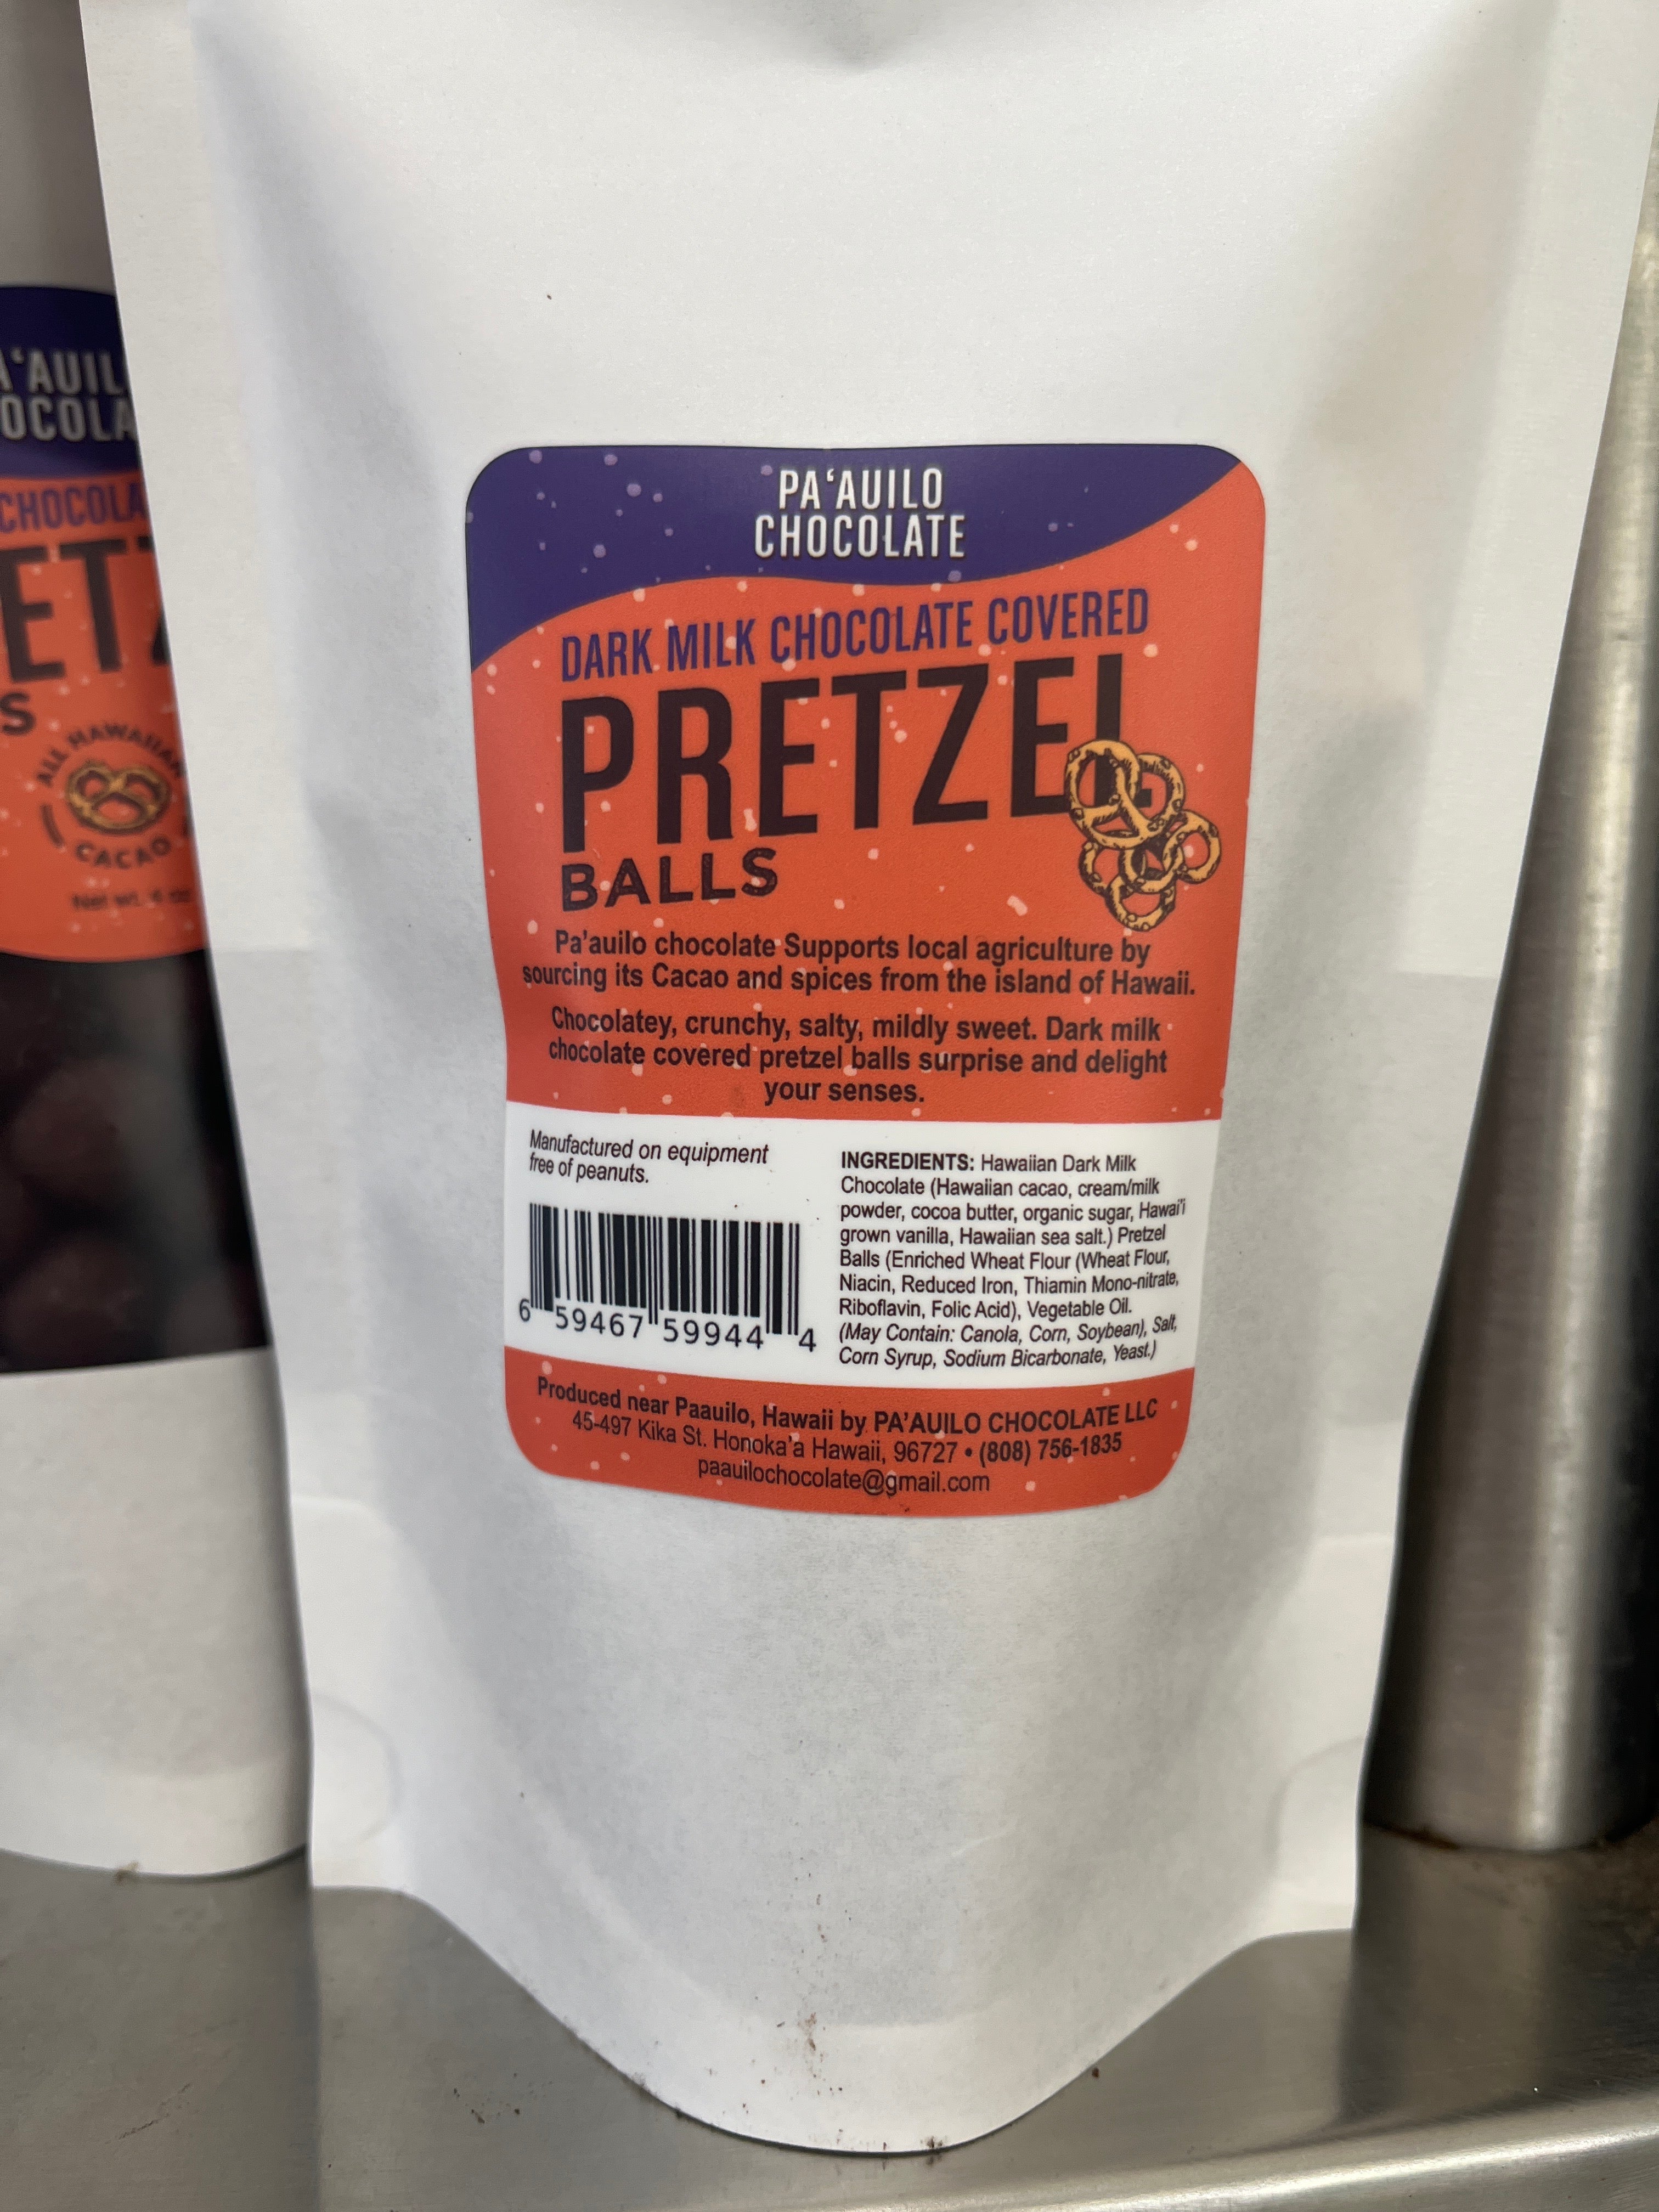 PA'AUILO
CHOCOLATE
DARK MILK CHOCOLATE COVERED
PRETZEL
BALLS
Pa'auilo chocolate Supports local agriculture by
sourcing its Cacao and spices from the island of Hawaii.
Chocolatey, crunchy, salty, mildly sweet. Dark milk
chocolate covered pretzel balls surprise and delight
your senses.
Manufactured on equipment
free of peanuts.
6 59467 59944 4
INGREDIENTS: Hawaiian Dark Milk
Chocolate (Hawaiian cacao, cream/milk
powder, cocoa butter, organic sugar, Hawai'i
grown vanilla, Hawaiian sea salt.) Pretzel
Balls (Enriched Wheat Flour (Wheat Flour,
Niacin, Reduced Iron, Thiamin Mono-nitrate,
Riboflavin, Folic Acid), Vegetable Oil.
(May Contain: Canola, Corn, Soybean), Salt,
Corn Syrup, Sodium Bicarbonate, Yeast.)
Produced near Paauilo, Hawaii by PA'AUILO CHOCOLATE LLC
45-497 Kika St. Honoka'a Hawaii, 96727 • (808) 756-1835
paauilochocolate@gmail.com
ALL HAWAIIAN
CACAO
Net wt. 4 oz